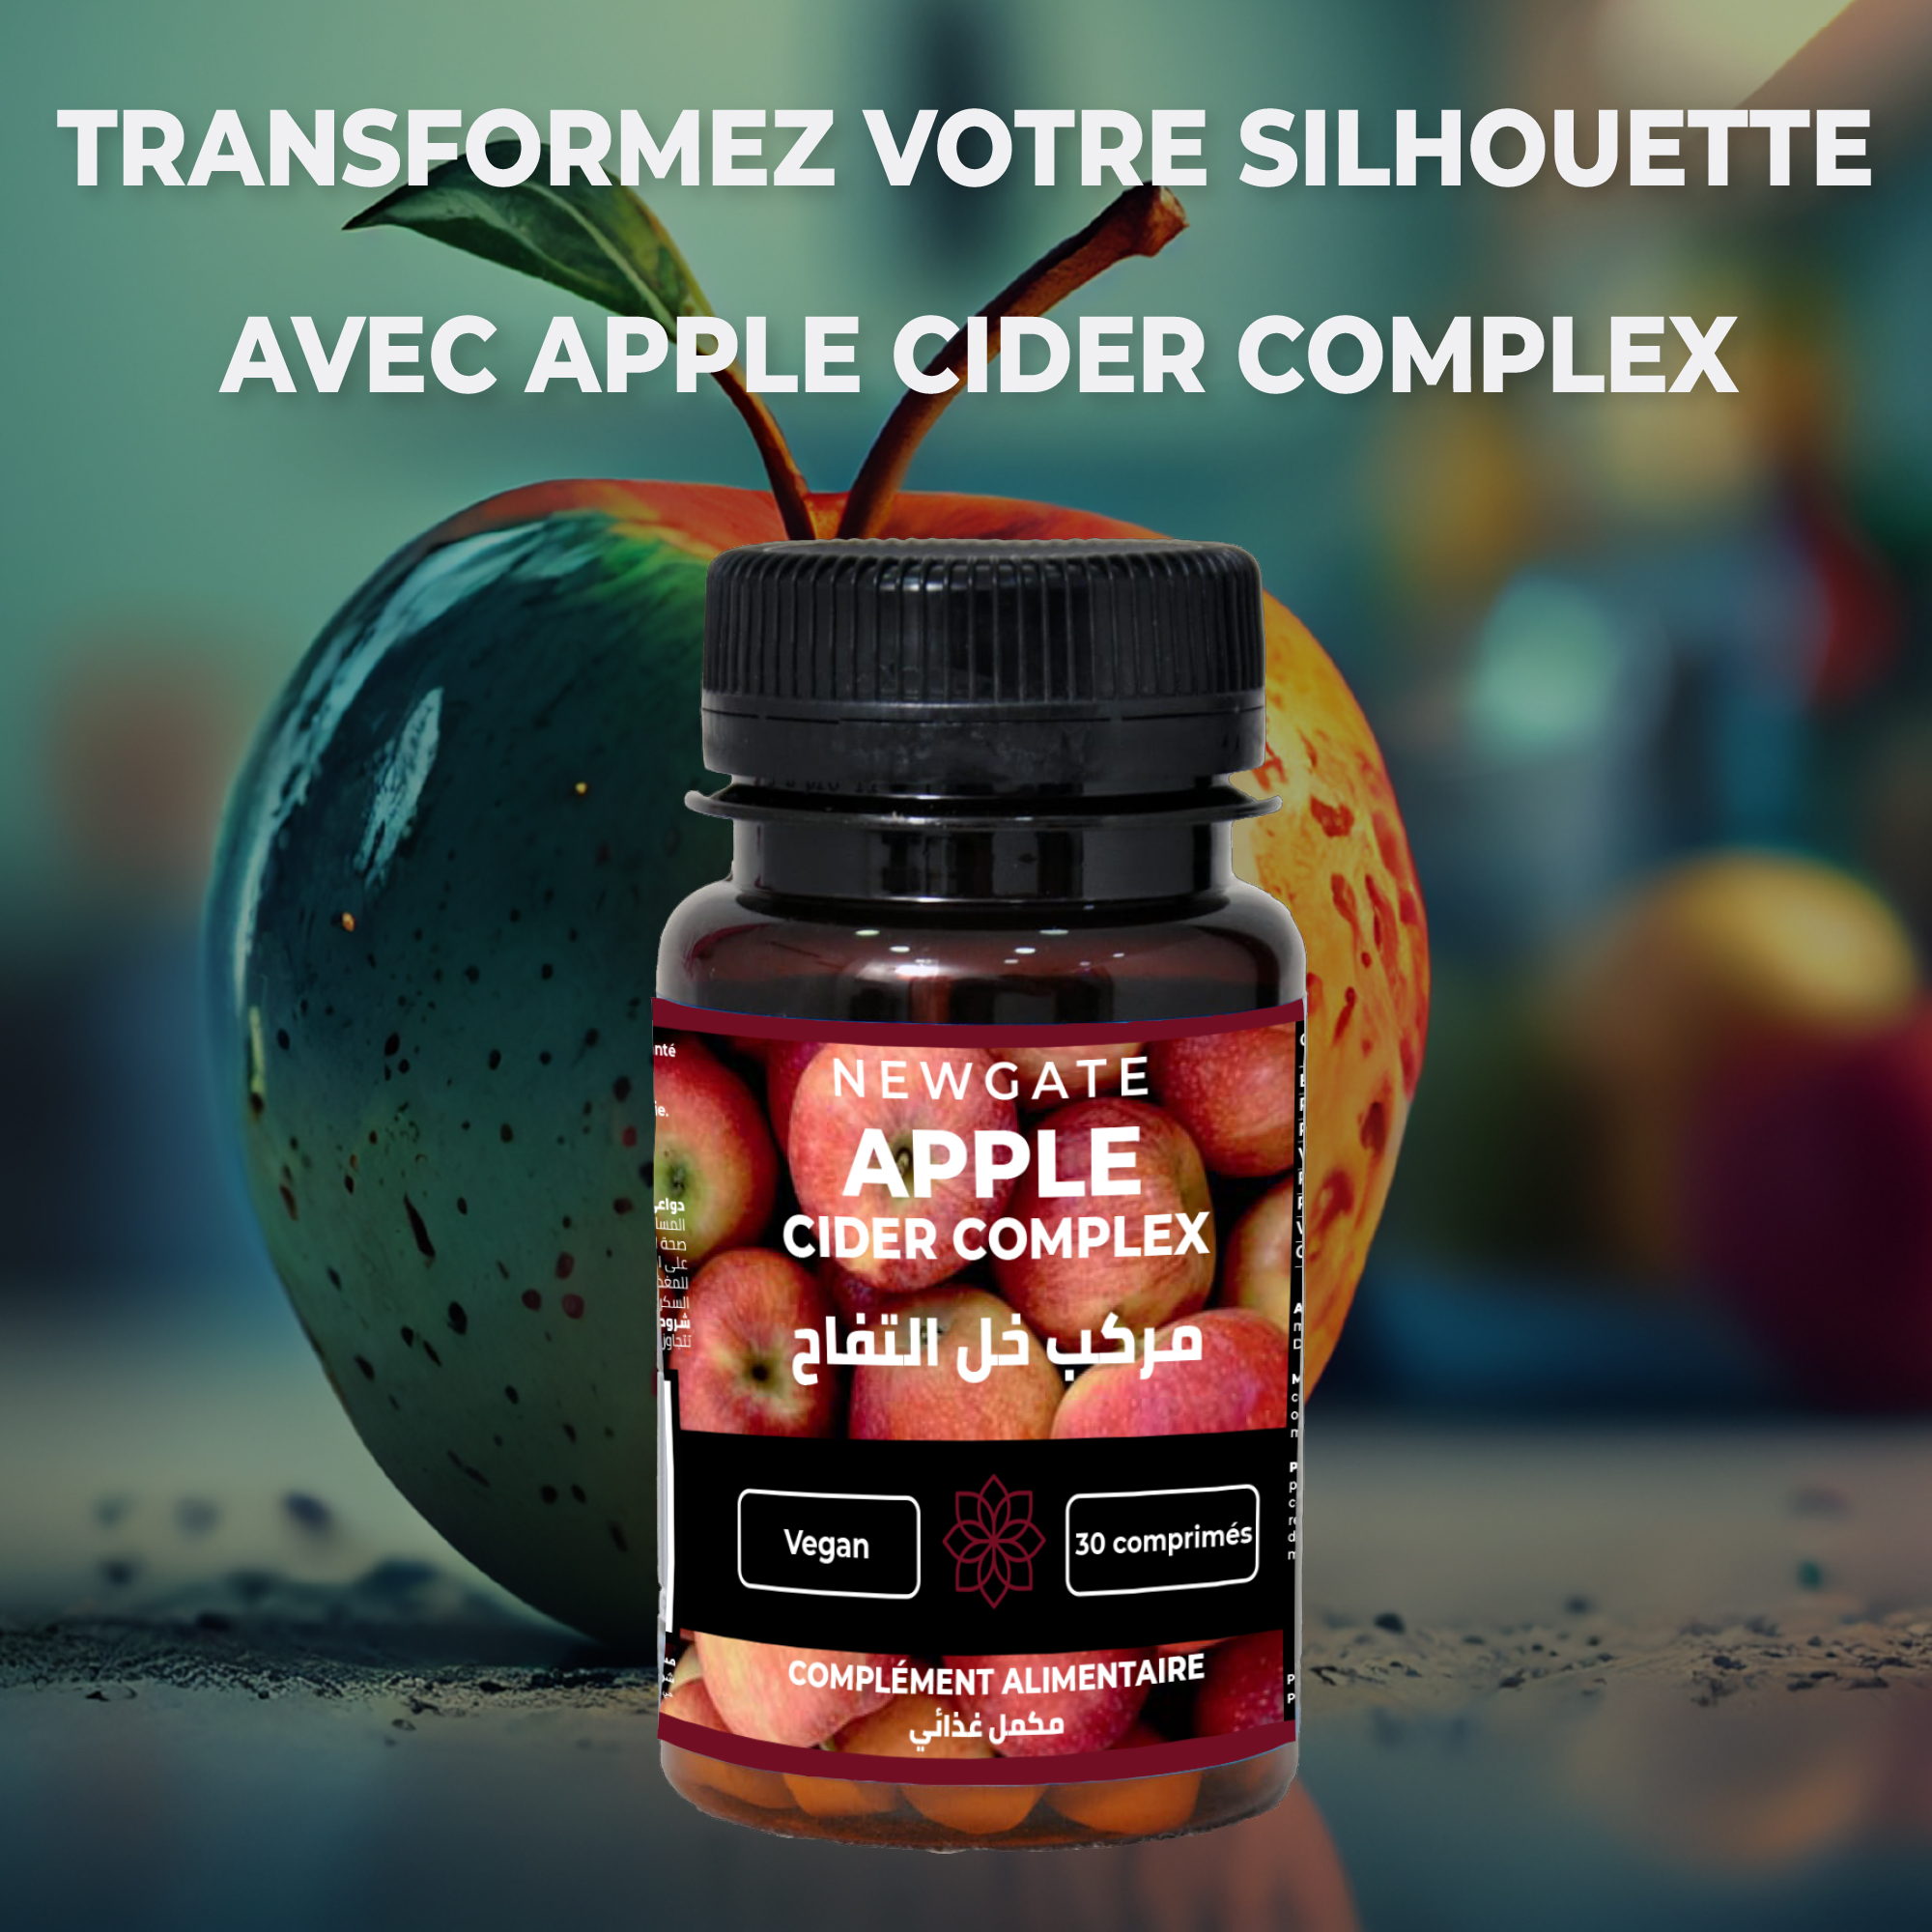 TRANSFORMEZ VOTRE SILHOUETTE
AVEC APPLE CIDER COMPLEX
NEWGATE
APPLE
CIDER COMPLEX
مركب خل التفاح
Vegan
30 comprimés
COMPLÉMENT ALIMENTAIRE
مكمل غذائي